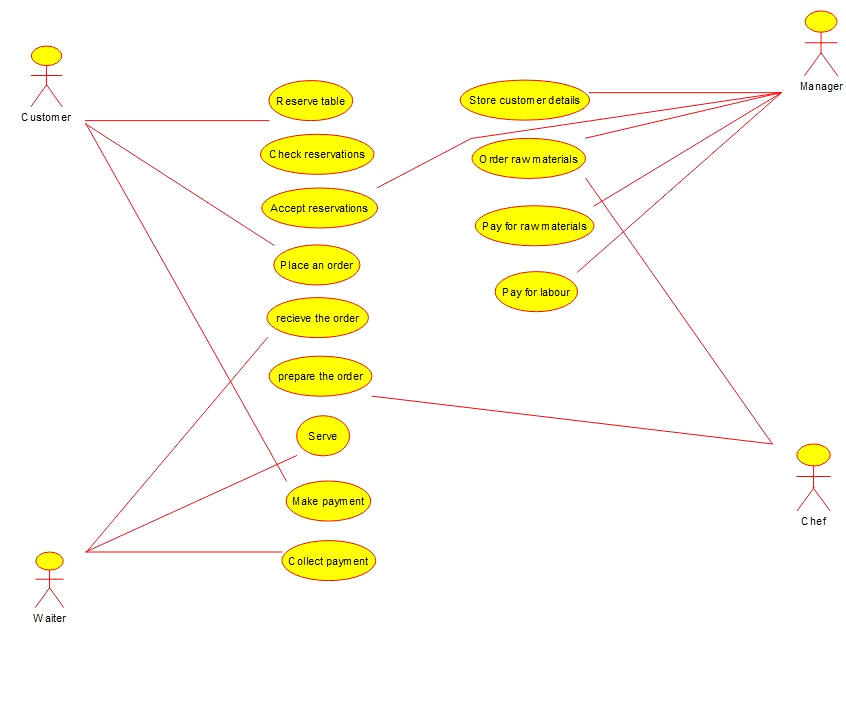 Manager
Customer
Reserve table
Store customer details
Check reservations
Order raw materials
Accept reservations
Pay for raw materials
Place an order
Pay for labour
recieve the order
prepare the order
Serve
Make payment
Chef
Collect payment
Waiter